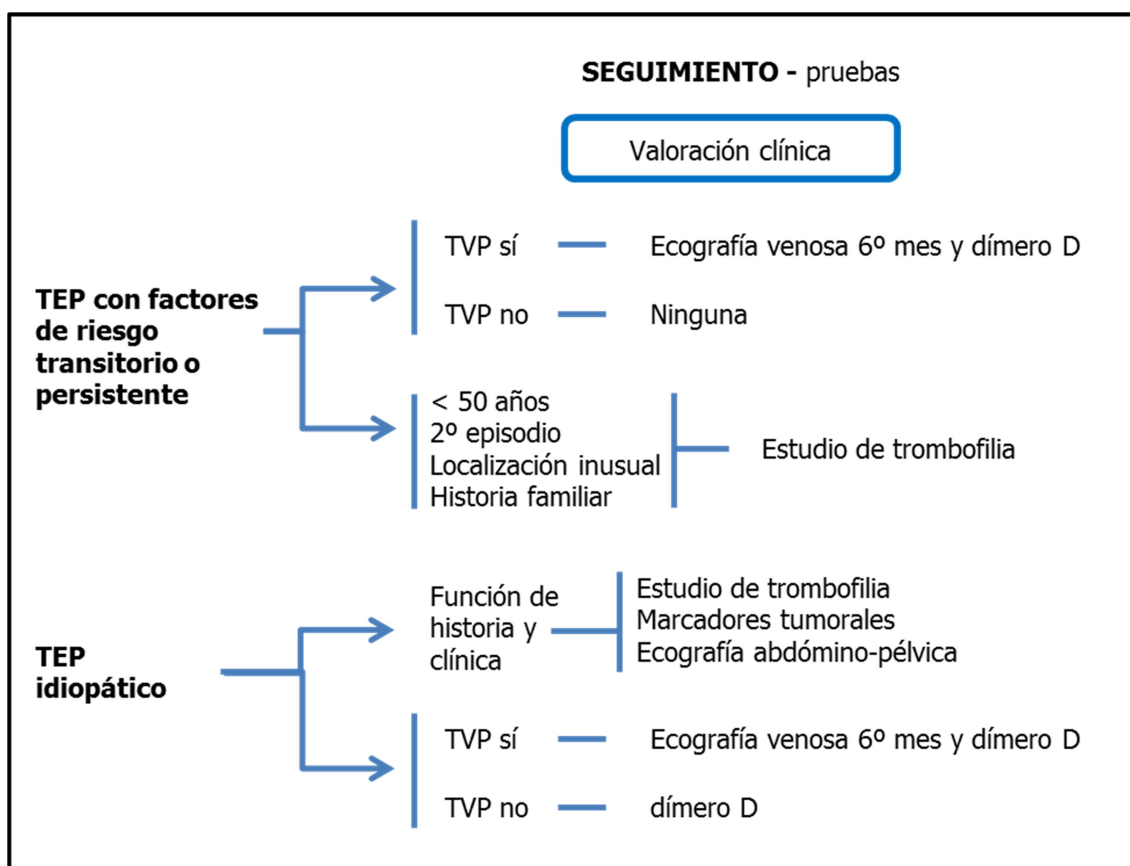 SEGUIMIENTO - pruebas
Valoración clínica
TEP con factores
de riesgo
transitorio o
persistente
TVP sí
Ecografía venosa 6º mes y dímero D
TVP no
Ninguna
< 50 años
2º episodio
Localización inusual
Historia familiar
Estudio de trombofilia
TEP
idiopático
Función de
historia y
clínica
Estudio de trombofilia
Marcadores tumorales
Ecografía abdómino-pélvica
TVP sí
Ecografía venosa 6º mes y dímero D
TVP no
dímero D